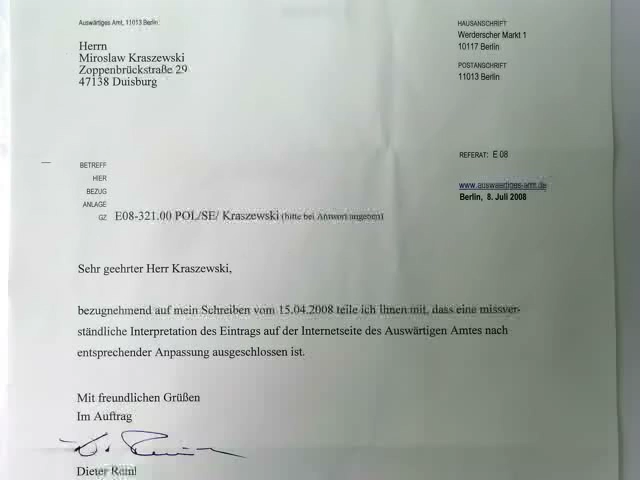 Auswärtiges Amt, 11013 Berlin
Herrn
Miroslaw Kraszewski
Zoppenbrückstraße 29
47138 Duisburg
HAUSANSCHRIFT
Werderscher Markt 1
10117 Berlin
POSTANSCHRIFT
11013 Berlin
REFERAT: E 08
www.auswaertiges-amt.de
Berlin, 8. Juli 2008
BETREFF
HIER
BEZUG
ANLAGE
GZ E08-321.00 POL/SE/ Kraszewski (bitte bei Antwort angeben)
Sehr geehrter Herr Kraszewski,
bezugnehmend auf mein Schreiben vom 15.04.2008 teile ich Ihnen mit, dass eine missver-
ständliche Interpretation des Eintrags auf der Internetseite des Auswärtigen Amtes nach
entsprechender Anpassung ausgeschlossen ist.
Mit freundlichen Grüßen
Im Auftrag
Dieter Reinl